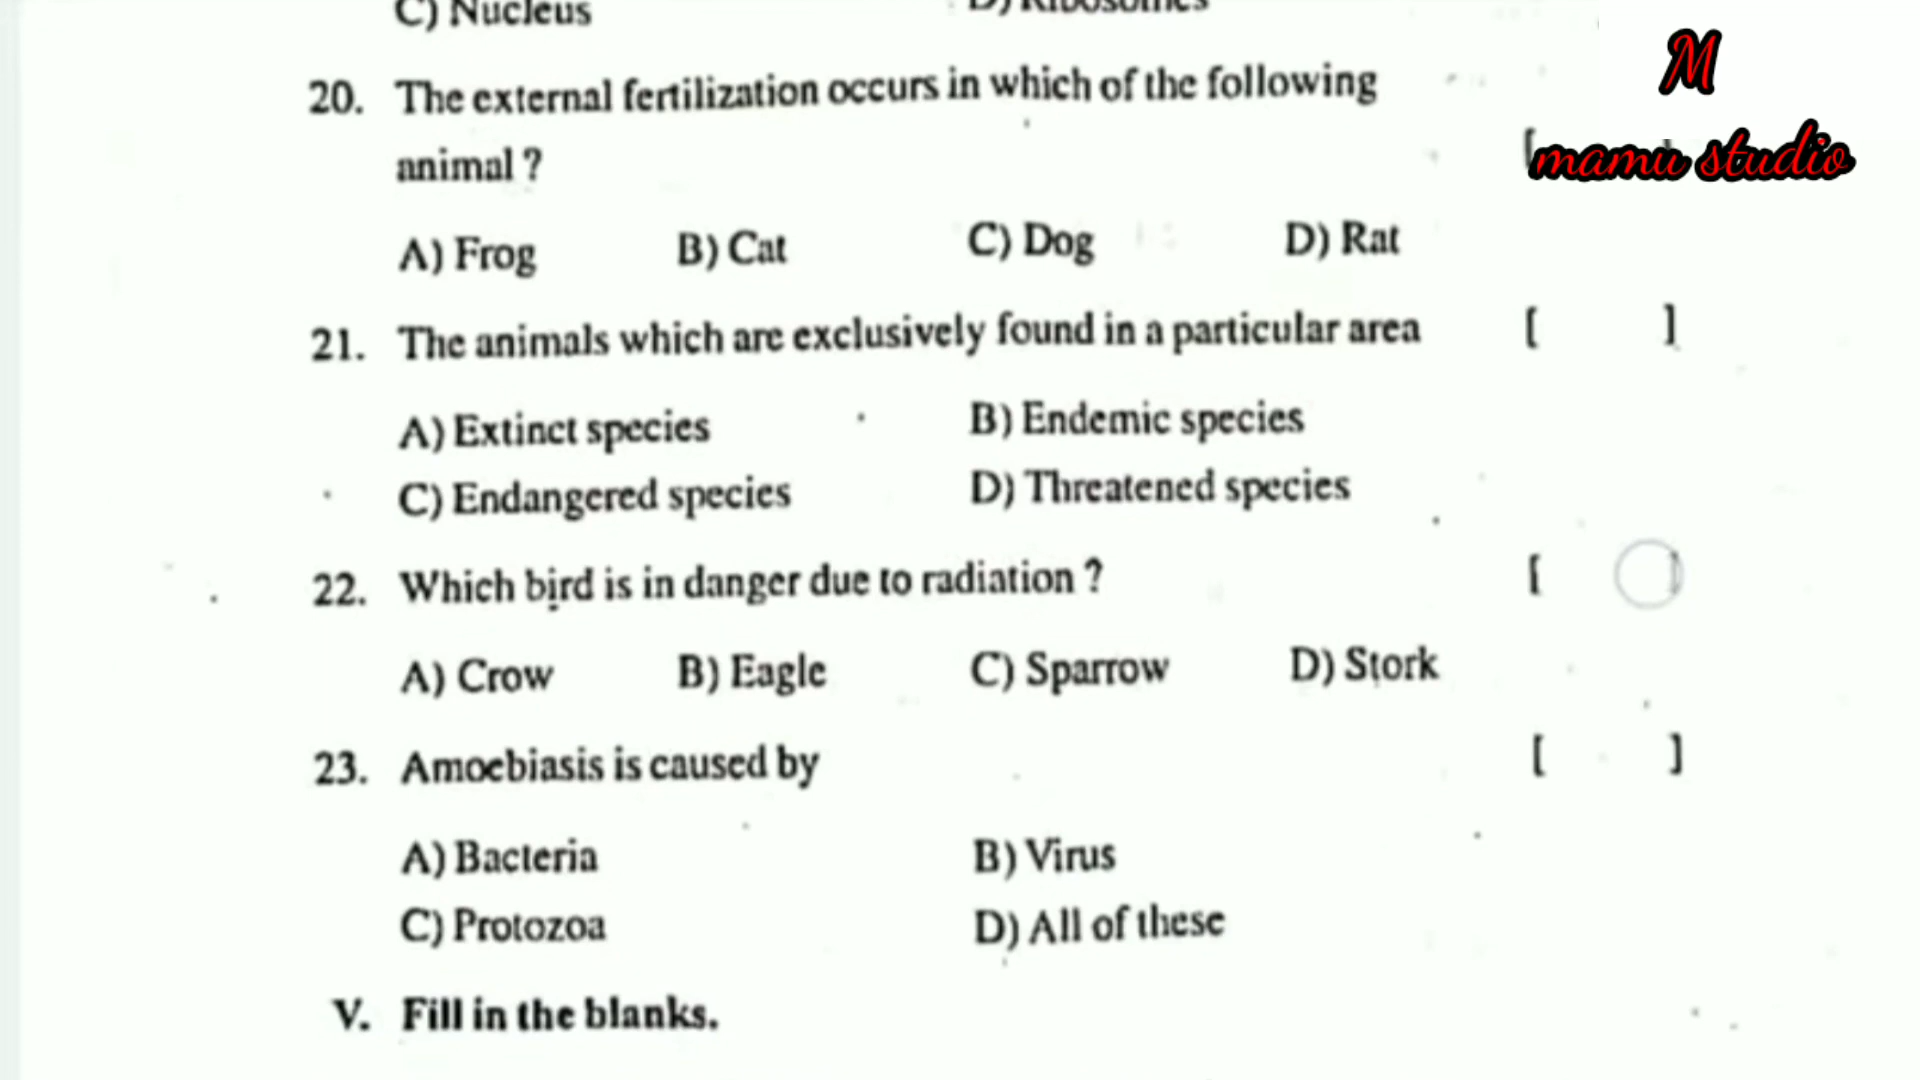 C) Nucleus D) Ribosomes
M
20. The external fertilization occurs in which of the following
animal ? [
mamu studio
A) Frog B) Cat C) Dog D) Rat
21. The animals which are exclusively found in a particular area [ ]
A) Extinct species B) Endemic species
C) Endangered species D) Threatened species
22. Which bird is in danger due to radiation ? [ ]
A) Crow B) Eagle C) Sparrow D) Stork
23. Amoebiasis is caused by [ ]
A) Bacteria B) Virus
C) Protozoa D) All of these
V. Fill in the blanks.